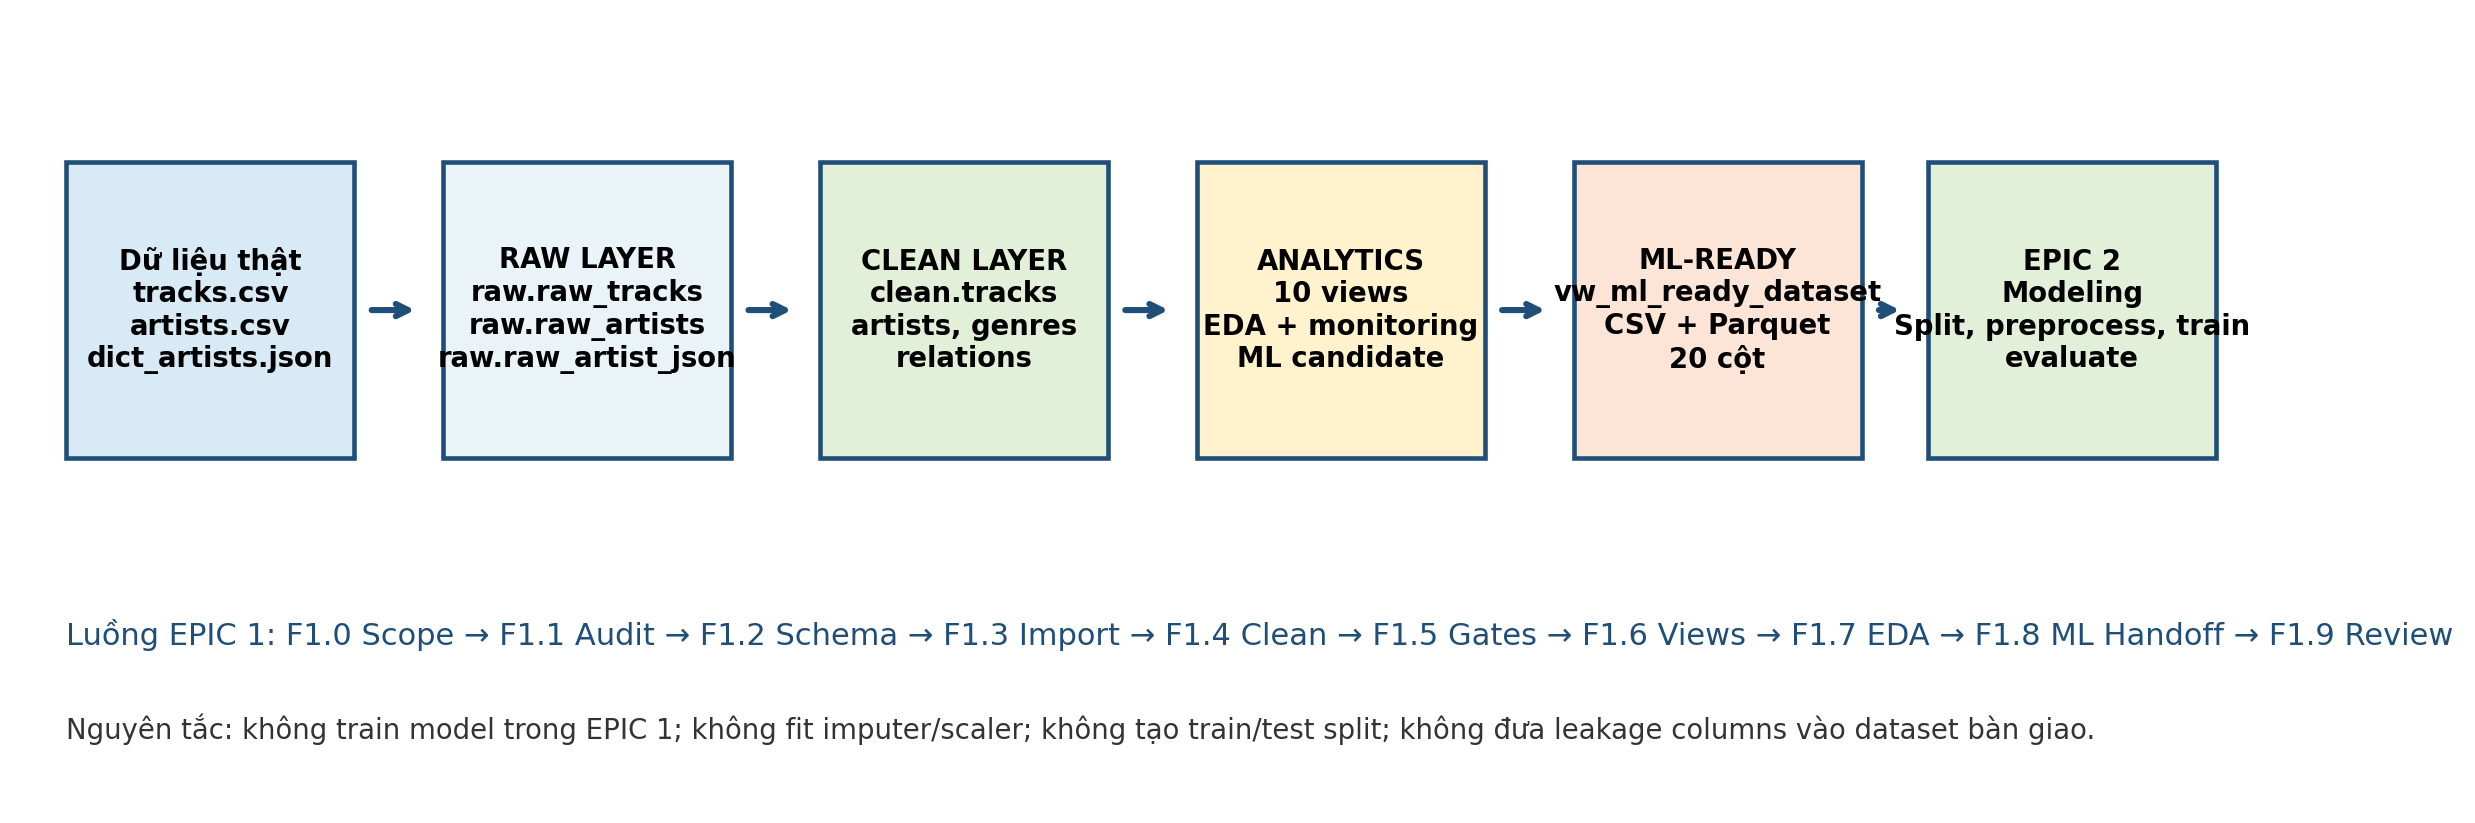 Dữ liệu thật
tracks.csv
artists.csv
dict_artists.json
RAW LAYER
raw.raw_tracks
raw.raw_artists
raw.raw_artist_json
CLEAN LAYER
clean.tracks
artists, genres
relations
ANALYTICS
10 views
EDA + monitoring
ML candidate
ML-READY
vw_ml_ready_dataset
CSV + Parquet
20 cột
EPIC 2
Modeling
Split, preprocess, train
evaluate
Luồng EPIC 1: F1.0 Scope → F1.1 Audit → F1.2 Schema → F1.3 Import → F1.4 Clean → F1.5 Gates → F1.6 Views → F1.7 EDA → F1.8 ML Handoff → F1.9 Review
Nguyên tắc: không train model trong EPIC 1; không fit imputer/scaler; không tạo train/test split; không đưa leakage columns vào dataset bàn giao.